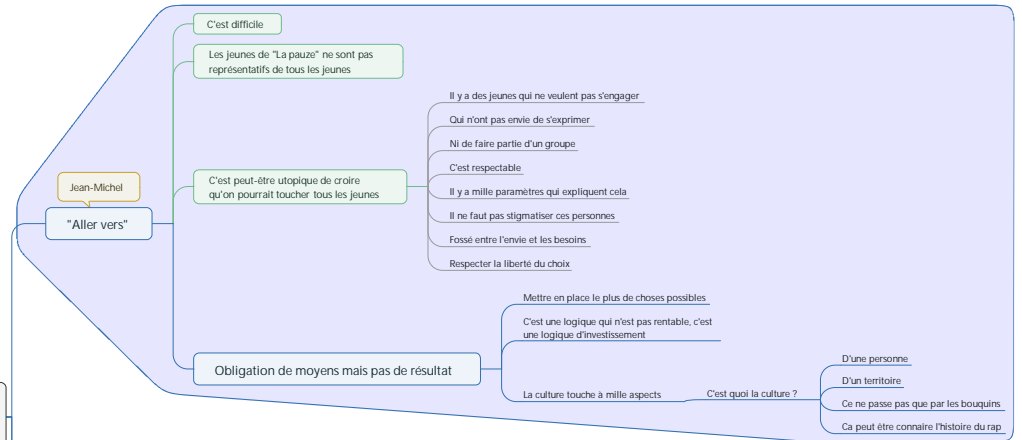 C'est difficile
Les jeunes de "La pauze" ne sont pas
représentatifs de tous les jeunes
Il y a des jeunes qui ne veulent pas s'engager
Qui n'ont pas envie de s'exprimer
Ni de faire partie d'un groupe
C'est respectable
Il y a mille paramètres qui expliquent cela
Il ne faut pas stigmatiser ces personnes
Fossé entre l'envie et les besoins
Respecter la liberté du choix
C'est peut-être utopique de croire
qu'on pourrait toucher tous les jeunes
Jean-Michel
"Aller vers"
Mettre en place le plus de choses possibles
C'est une logique qui n'est pas rentable, c'est
une logique d'investissement
Obligation de moyens mais pas de résultat
La culture touche à mille aspects
C'est quoi la culture ?
D'une personne
D'un territoire
Ce ne passe pas que par les bouquins
Ca peut être connaire l'histoire du rap